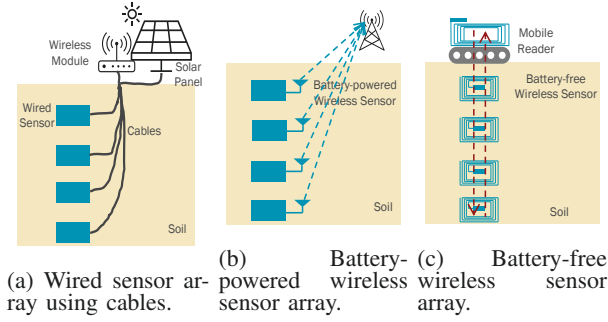 Wireless
Module
Solar
Panel
Wired
Sensor
Cables
Soil
(a) Wired sensor ar-
ray using cables.
Battery-powered
Wireless Sensor
Soil
(b) Battery-
powered wireless
sensor array.
Mobile
Reader
Battery-free
Wireless Sensor
Soil
(c) Battery-free
wireless sensor
array.